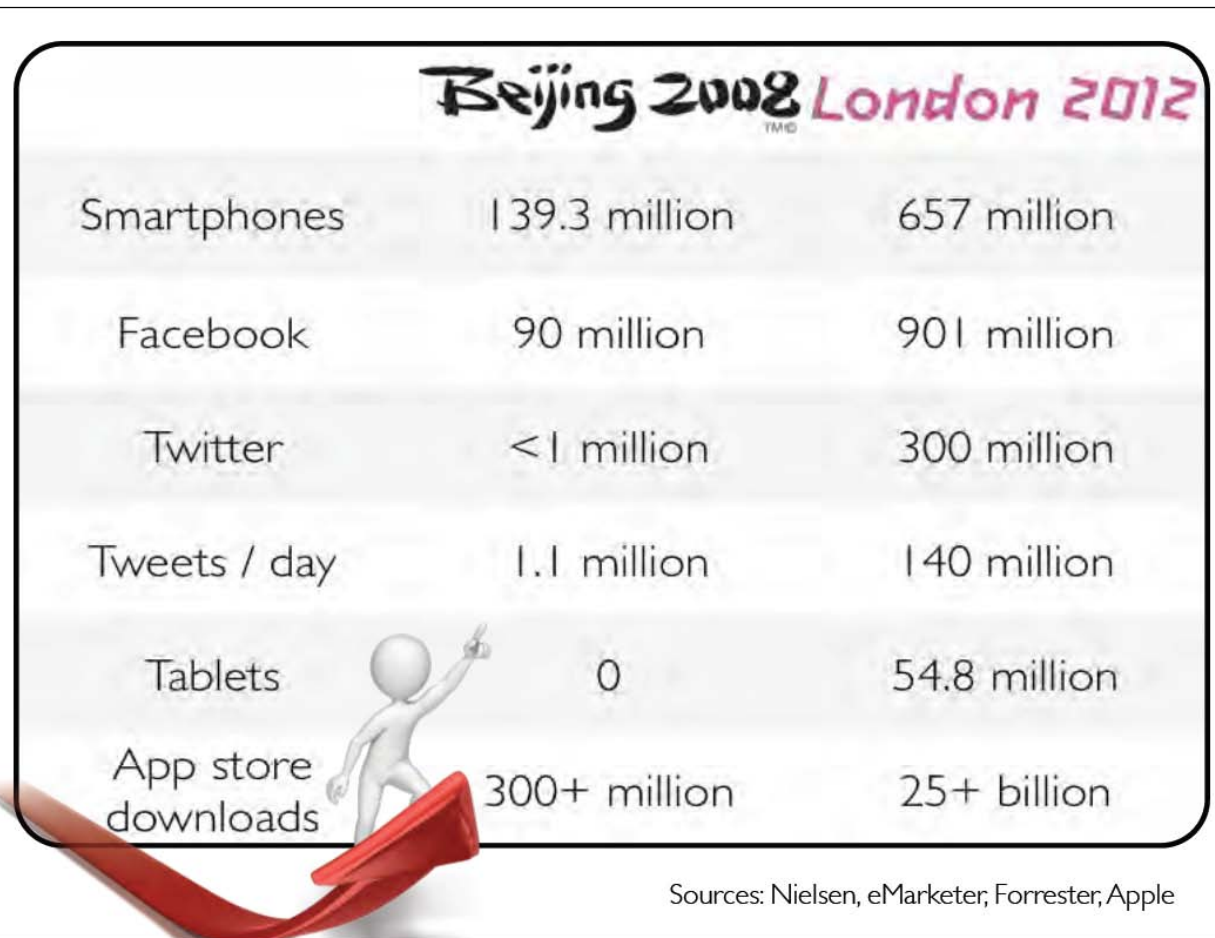 Beijing 2008 London 2012
TM©
Smartphones 139.3 million 657 million
Facebook 90 million 901 million
Twitter <1 million 300 million
Tweets / day 1.1 million 140 million
Tablets 0 54.8 million
App store
downloads 300+ million 25+ billion
Sources: Nielsen, eMarketer, Forrester, Apple